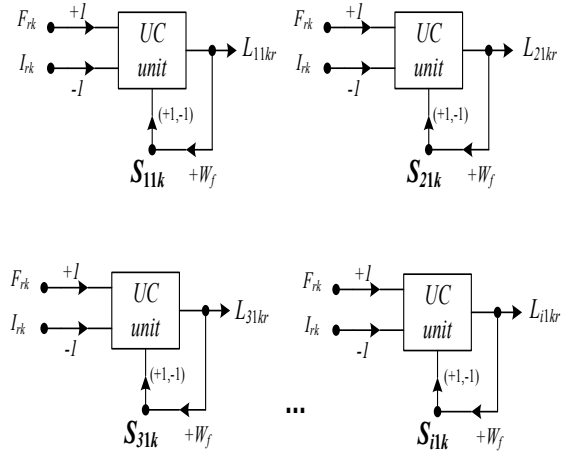 F_rk +1 UC L_11kr
I_rk -1 unit
(+1,-1)
S_11k +W_f
F_rk +1 UC L_21kr
I_rk -1 unit
(+1,-1)
S_21k +W_f
F_rk +1 UC L_31kr
I_rk -1 unit
(+1,-1)
S_31k +W_f
...
F_rk +1 UC L_i1kr
I_rk -1 unit
(+1,-1)
S_i1k +W_f